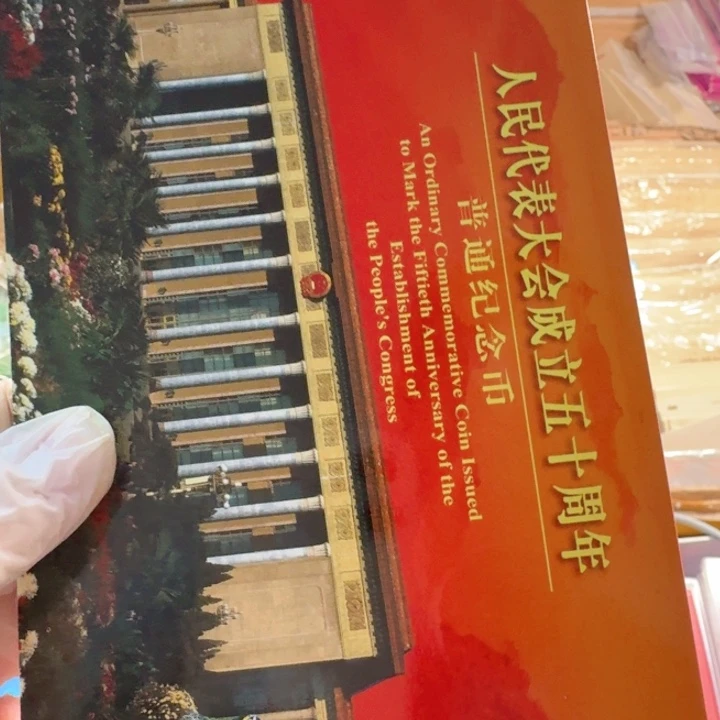 人民代表大会成立五十周年
普通纪念币
An Ordinary Commemorative Coin Issued
to Mark the Fiftieth Anniversary of the
Establishment of
the People's Congress